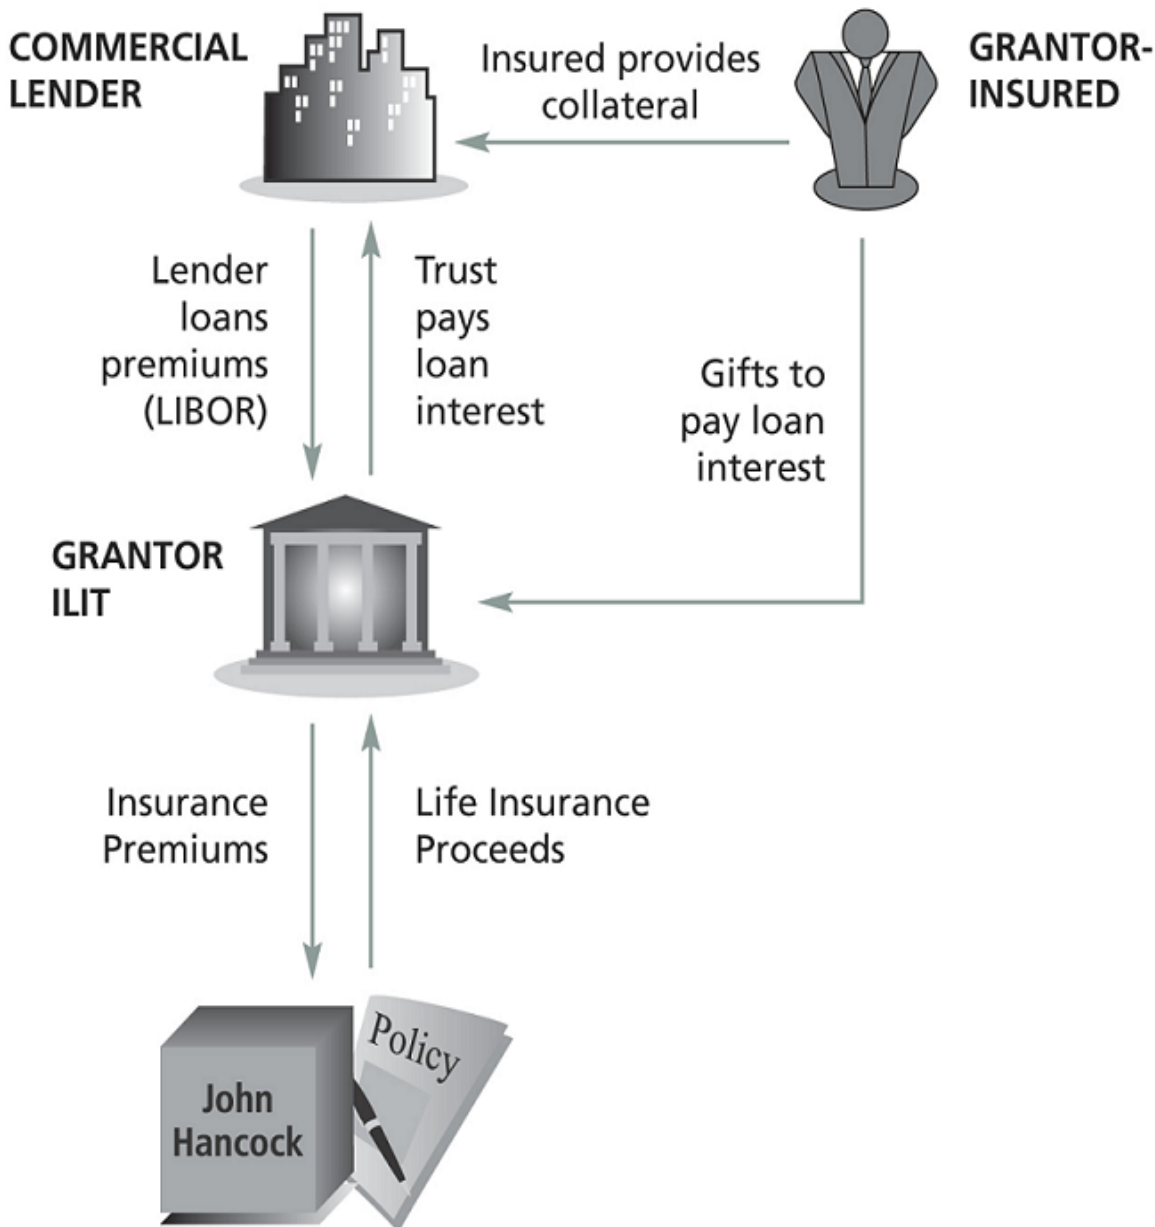 COMMERCIAL
LENDER
Insured provides
collateral
GRANTOR-
INSURED
Lender
loans
premiums
(LIBOR)
Trust
pays
loan
interest
Gifts to
pay loan
interest
GRANTOR
ILIT
Insurance
Premiums
Life Insurance
Proceeds
John
Hancock
Policy